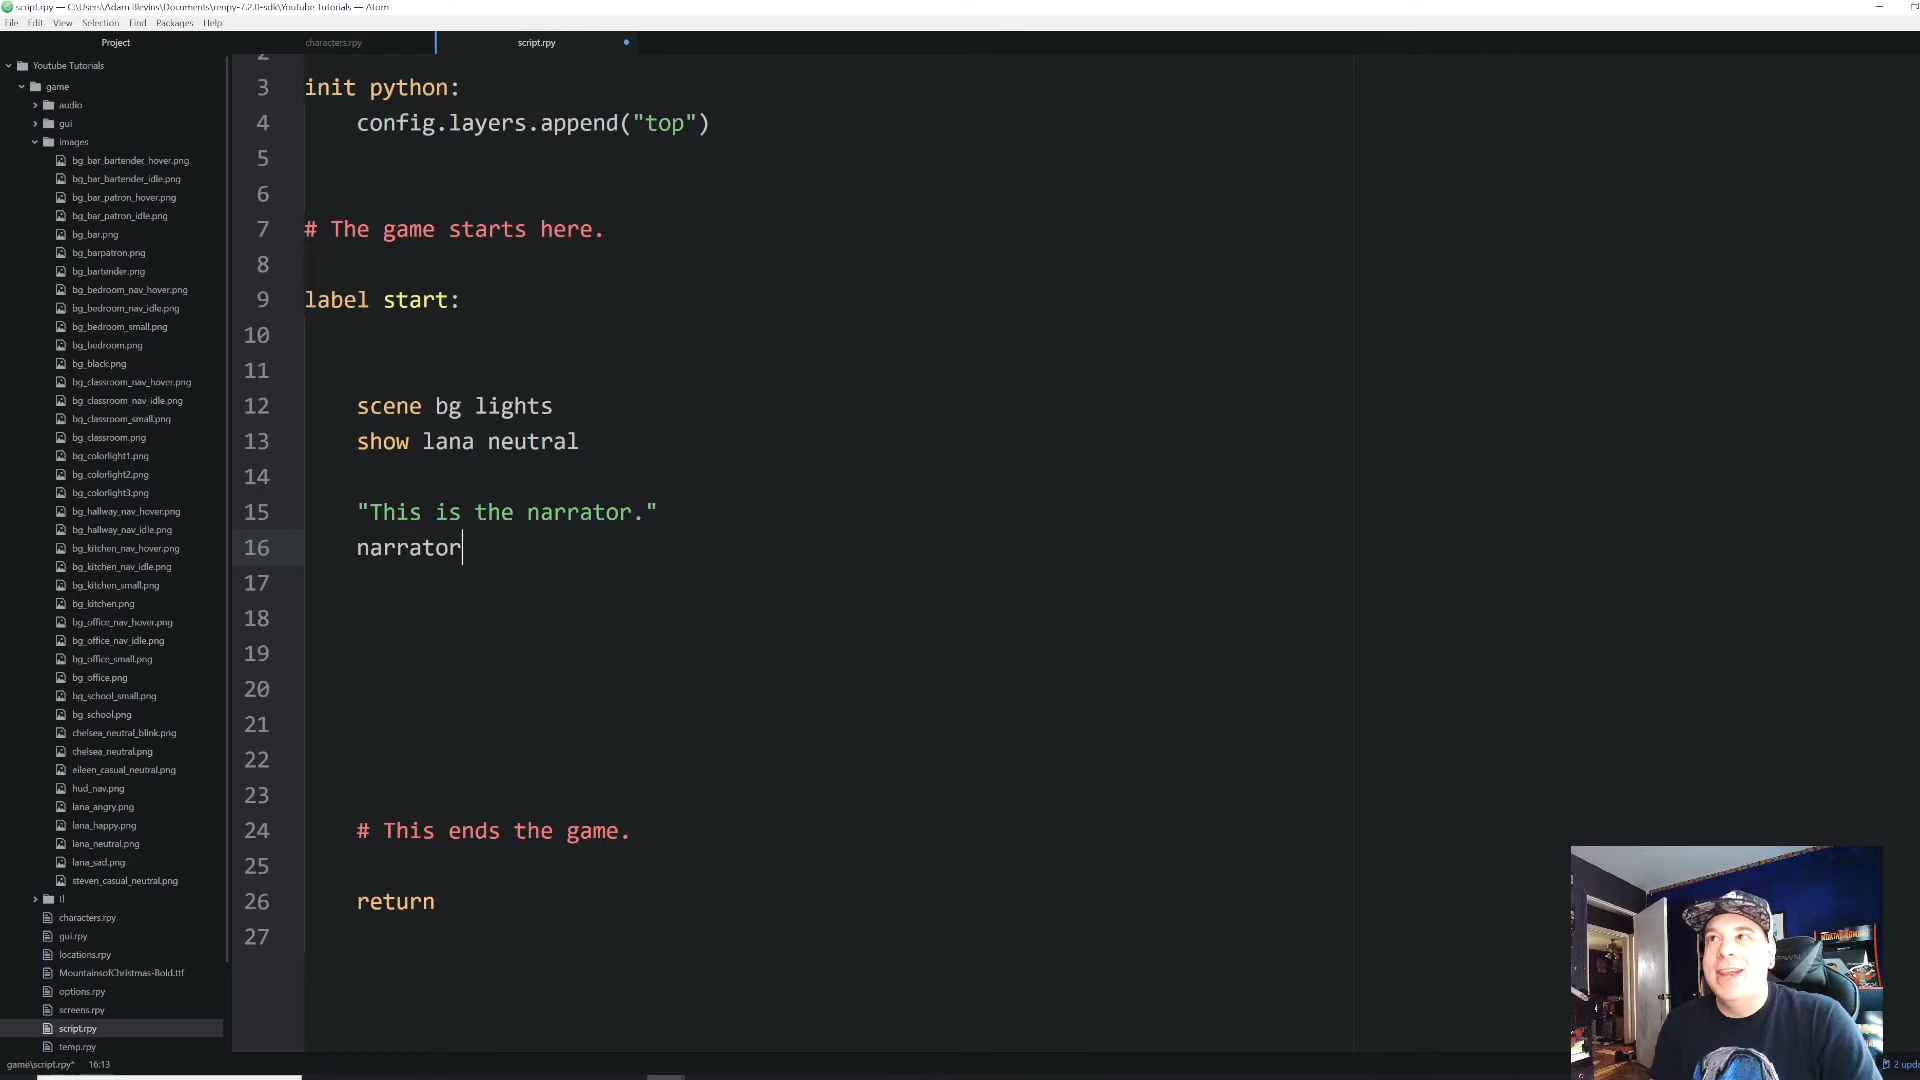 script.rpy — C:\Users\Adam Blevins\Documents\renpy-7.2.0-sdk\Youtube Tutorials — Atom
File Edit View Selection Find Packages Help
Project
characters.rpy
script.rpy
Youtube Tutorials
game
audio
gui
images
bg_bar_bartender_hover.png
bg_bar_bartender_idle.png
bg_bar_patron_hover.png
bg_bar_patron_idle.png
bg_bar.png
bg_barpatron.png
bg_bartender.png
bg_bedroom_nav_hover.png
bg_bedroom_nav_idle.png
bg_bedroom_small.png
bg_bedroom.png
bg_black.png
bg_classroom_nav_hover.png
bg_classroom_nav_idle.png
bg_classroom_small.png
bg_classroom.png
bg_colorlight1.png
bg_colorlight2.png
bg_colorlight3.png
bg_hallway_nav_hover.png
bg_hallway_nav_idle.png
bg_kitchen_nav_hover.png
bg_kitchen_nav_idle.png
bg_kitchen_small.png
bg_kitchen.png
bg_office_nav_hover.png
bg_office_nav_idle.png
bg_office_small.png
bg_office.png
bg_school_small.png
bg_school.png
chelsea_neutral_blink.png
chelsea_neutral.png
eileen_casual_neutral.png
hud_nav.png
lana_angry.png
lana_happy.png
lana_neutral.png
lana_sad.png
steven_casual_neutral.png
tl
characters.rpy
gui.rpy
locations.rpy
MountainsofChristmas-Bold.ttf
options.rpy
screens.rpy
script.rpy
temp.rpy
2
3 init python:
4 config.layers.append("top")
5
6
7 # The game starts here.
8
9 label start:
10
11
12 scene bg lights
13 show lana neutral
14
15 "This is the narrator."
16 narrator
17
18
19
20
21
22
23
24 # This ends the game.
25
26 return
27
MORTAL KOMBAT
game\script.rpy* 16:13
2 upda